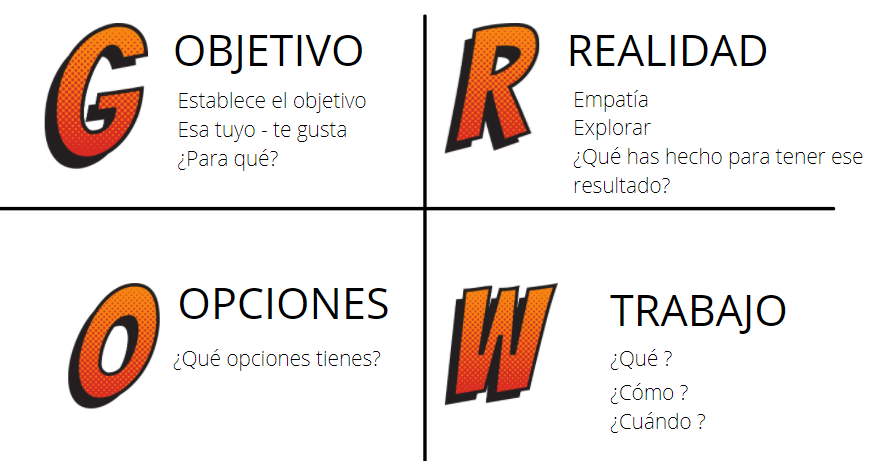 G
OBJETIVO
Establece el objetivo
Esa tuyo - te gusta
¿Para qué?
R
REALIDAD
Empatía
Explorar
¿Qué has hecho para tener ese
resultado?
O
OPCIONES
¿Qué opciones tienes?
W
TRABAJO
¿Qué ?
¿Cómo ?
¿Cuándo ?